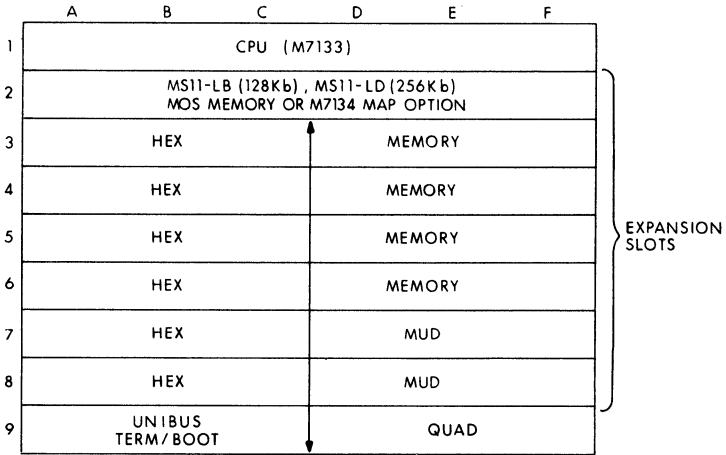 A B C D E F
1 CPU (M7133)
2 MS11-LB (128Kb), MS11-LD (256Kb)
MOS MEMORY OR M7134 MAP OPTION
3 HEX MEMORY
4 HEX MEMORY
5 HEX MEMORY
EXPANSION
SLOTS
6 HEX MEMORY
7 HEX MUD
8 HEX MUD
9 UNIBUS
TERM/BOOT
QUAD